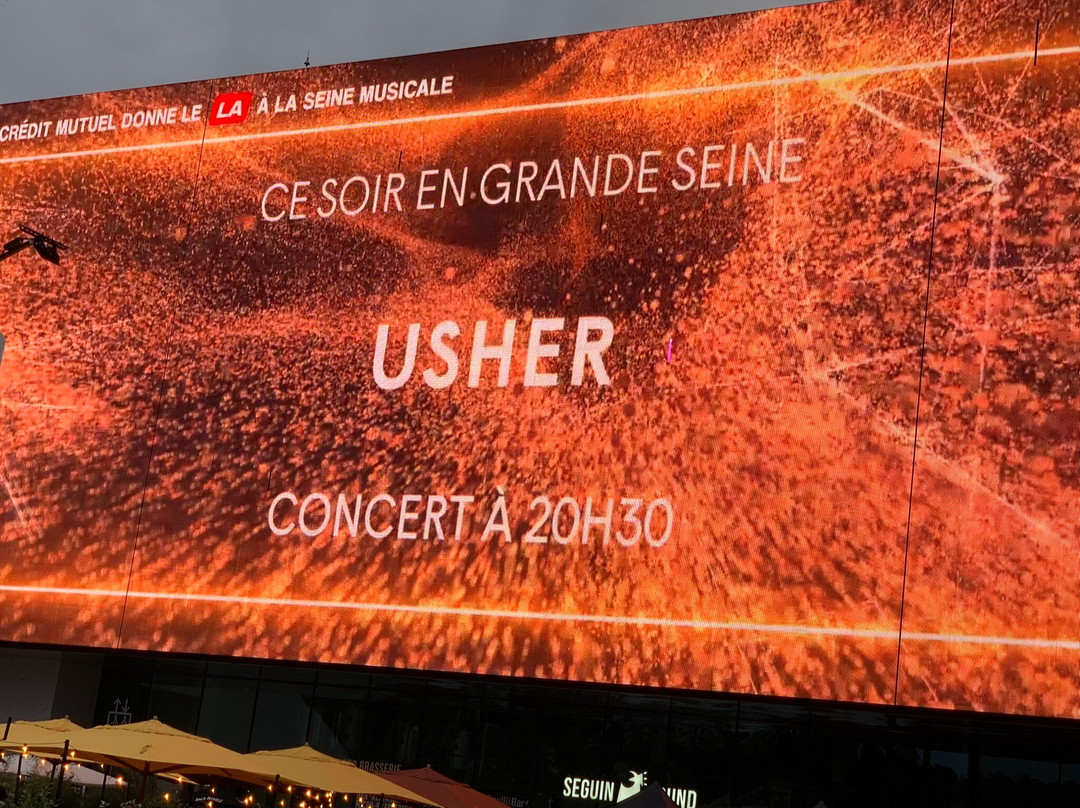 CRÉDIT MUTUEL DONNE LE LA À LA SEINE MUSICALE
CE SOIR EN GRANDE SEINE
USHER
CONCERT À 20H30
BRASSERIE
SEGUIN